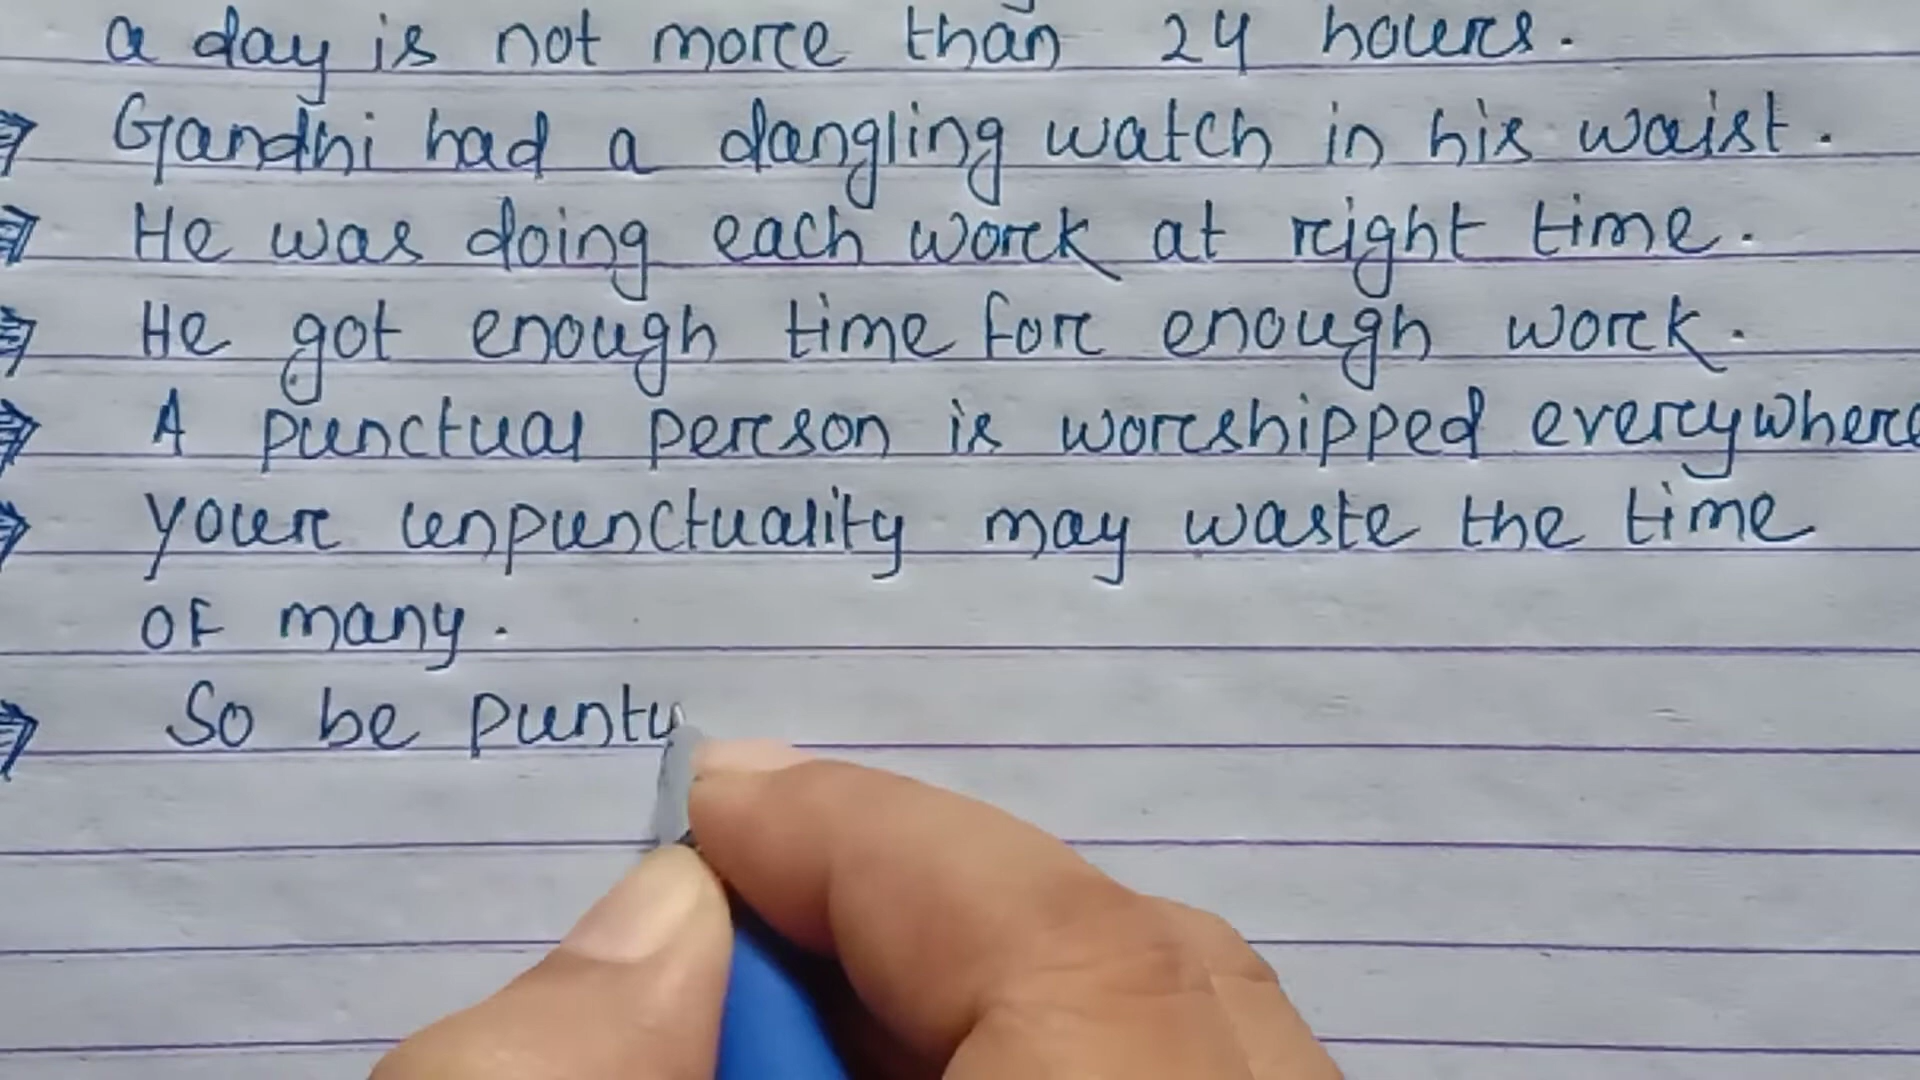 a day is not more than 24 hours.
Gandhi had a dangling watch in his waist.
He was doing each work at right time.
He got enough time for enough work.
A punctual person is worshipped everywhere
your unpunctuality may waste the time
of many.
So be puntu